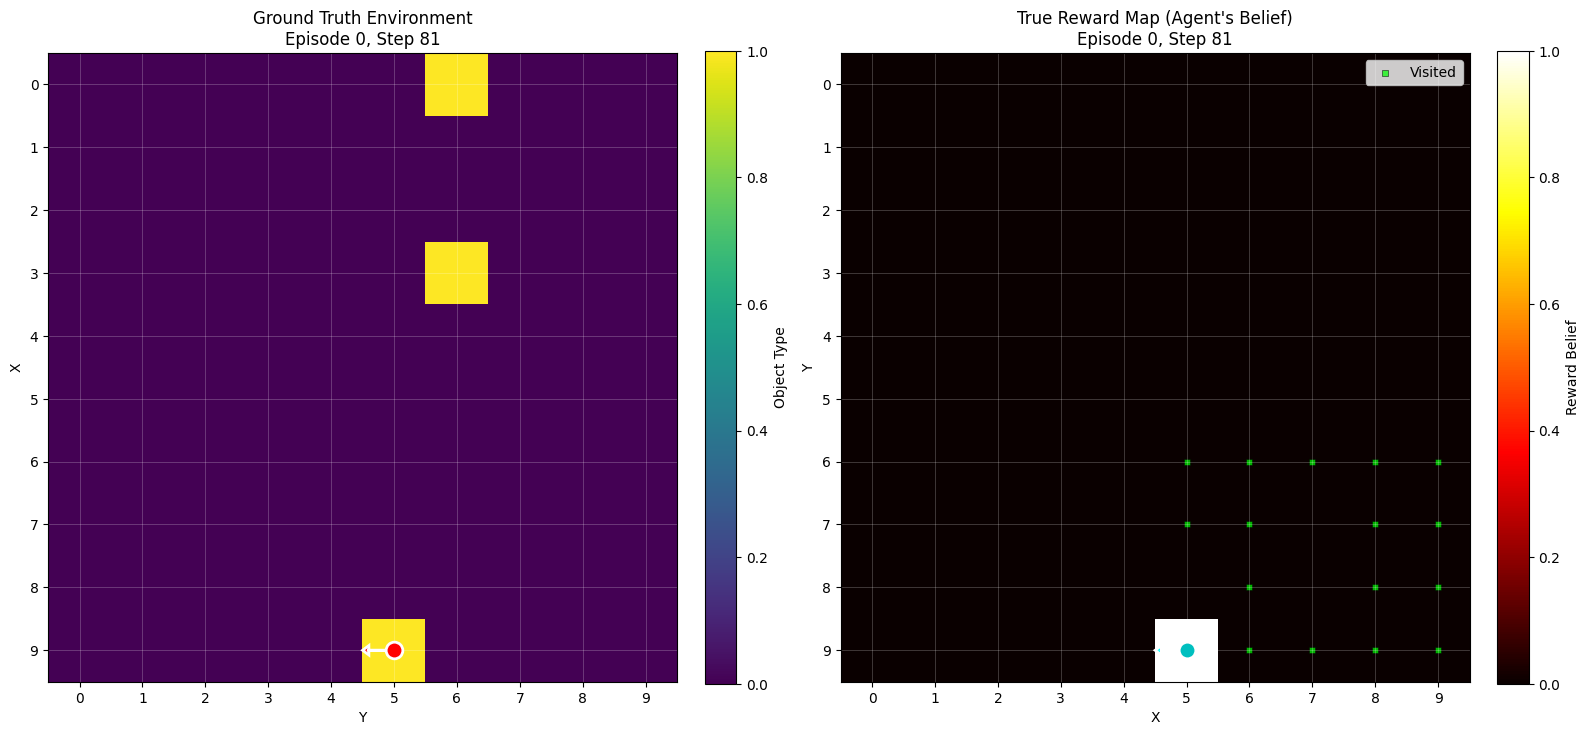 Ground Truth Environment
Episode 0, Step 81
0
1
2
3
4
5
6
7
8
9
X
0 1 2 3 4 5 6 7 8 9
Y
1.0
0.8
0.6
0.4
0.2
0.0
Object Type
True Reward Map (Agent's Belief)
Episode 0, Step 81
Visited
0
1
2
3
4
5
6
7
8
9
Y
0 1 2 3 4 5 6 7 8 9
X
1.0
0.8
0.6
0.4
0.2
0.0
Reward Belief